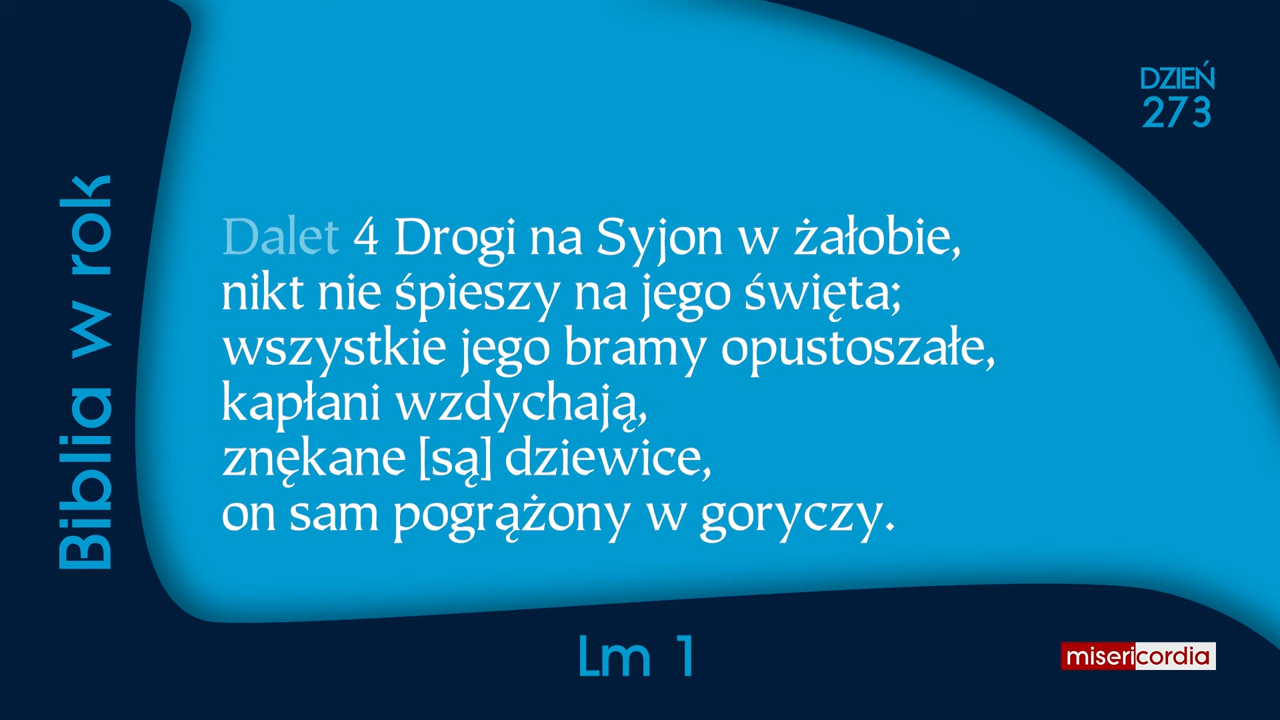 DZIEŃ
273
Biblia w rok
Dalet 4 Drogi na Syjon w żałobie,
nikt nie śpieszy na jego święta;
wszystkie jego bramy opustoszałe,
kapłani wzdychają,
znękane [są] dziewice,
on sam pogrążony w goryczy.
Lm 1
misericordia